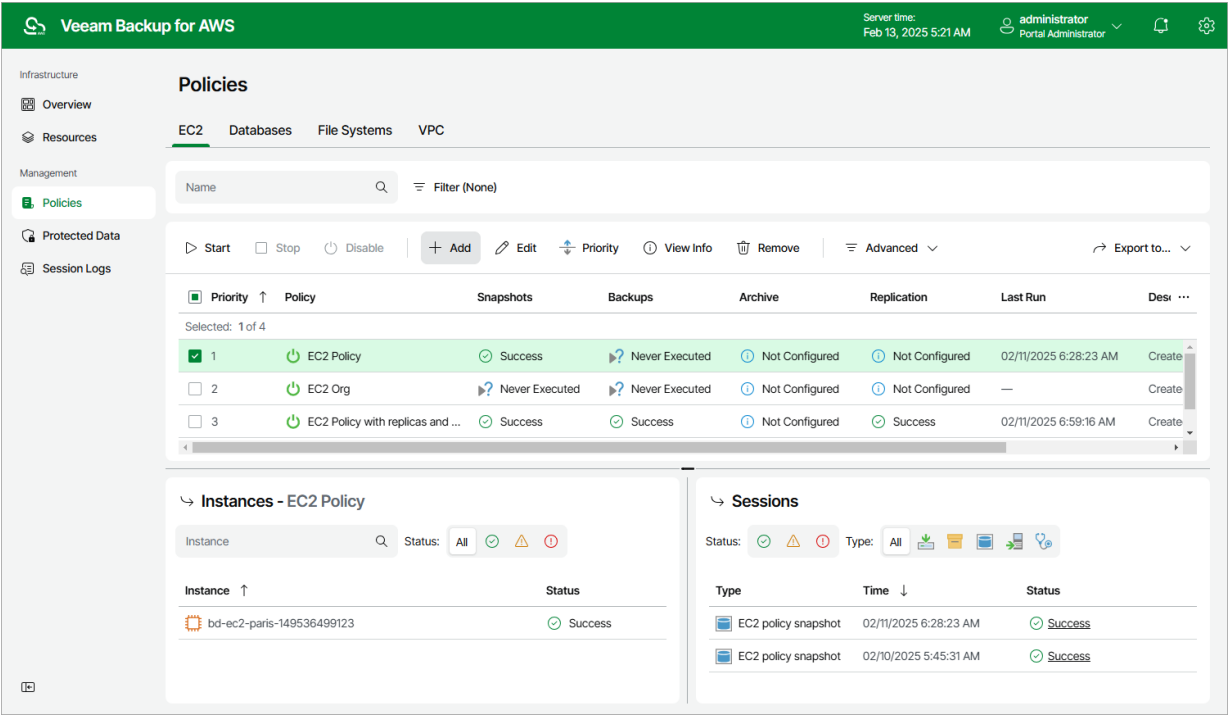 Veeam Backup for AWS
Server time:
Feb 13, 2025 5:21 AM
administrator
Portal Administrator
Infrastructure
Overview
Resources
Management
Policies
Protected Data
Session Logs
Policies
EC2 Databases File Systems VPC
Name
Filter (None)
Start Stop Disable Add Edit Priority View Info Remove Advanced Export to...
Priority Policy Snapshots Backups Archive Replication Last Run
Selected: 1 of 4
1 EC2 Policy Success Never Executed Not Configured Not Configured 02/11/2025 6:28:23 AM Create
2 EC2 Org Never Executed Never Executed Not Configured Not Configured — Create
3 EC2 Policy with replicas and ... Success Success Not Configured Success 02/11/2025 6:59:16 AM Create
Instances - EC2 Policy
Instance
Status: All
Instance Status
bd-ec2-paris-149536499123 Success
Sessions
Status: Type: All
Type Time Status
EC2 policy snapshot 02/11/2025 6:28:23 AM Success
EC2 policy snapshot 02/10/2025 5:45:31 AM Success